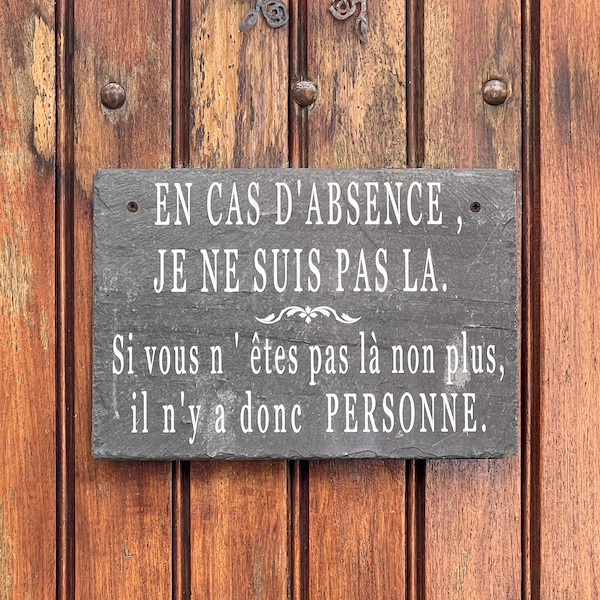 EN CAS D'ABSENCE ,
JE NE SUIS PAS LA.
Si vous n ' êtes pas là non plus,
il n'y a donc PERSONNE.